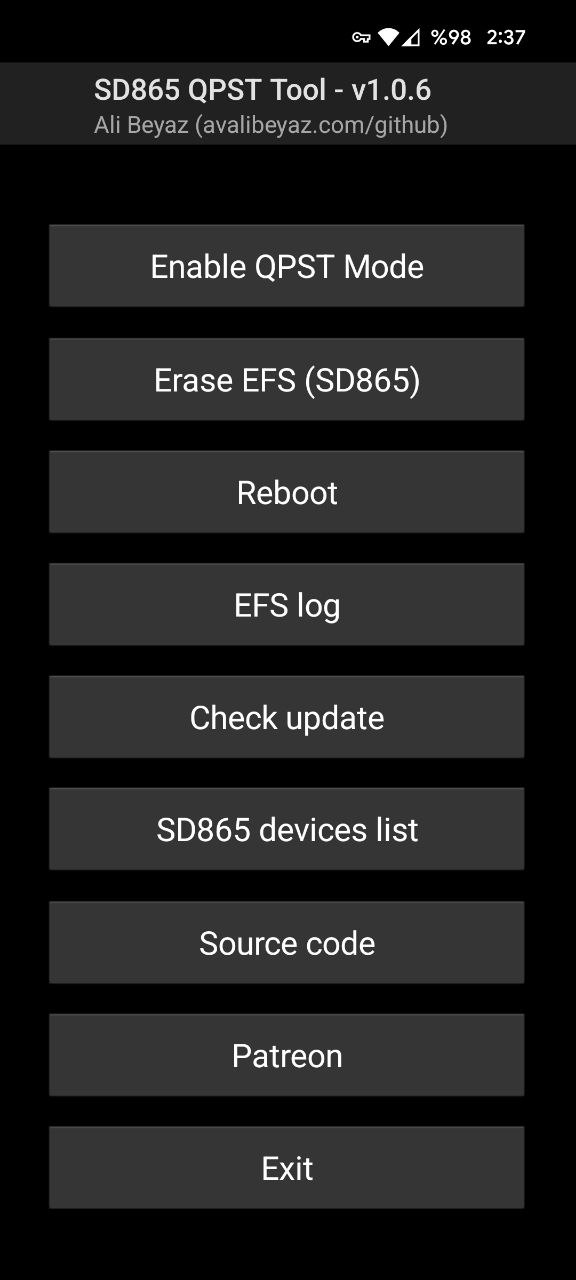 %98 2:37
SD865 QPST Tool - v1.0.6
Ali Beyaz (avalibeyaz.com/github)
Enable QPST Mode
Erase EFS (SD865)
Reboot
EFS log
Check update
SD865 devices list
Source code
Patreon
Exit